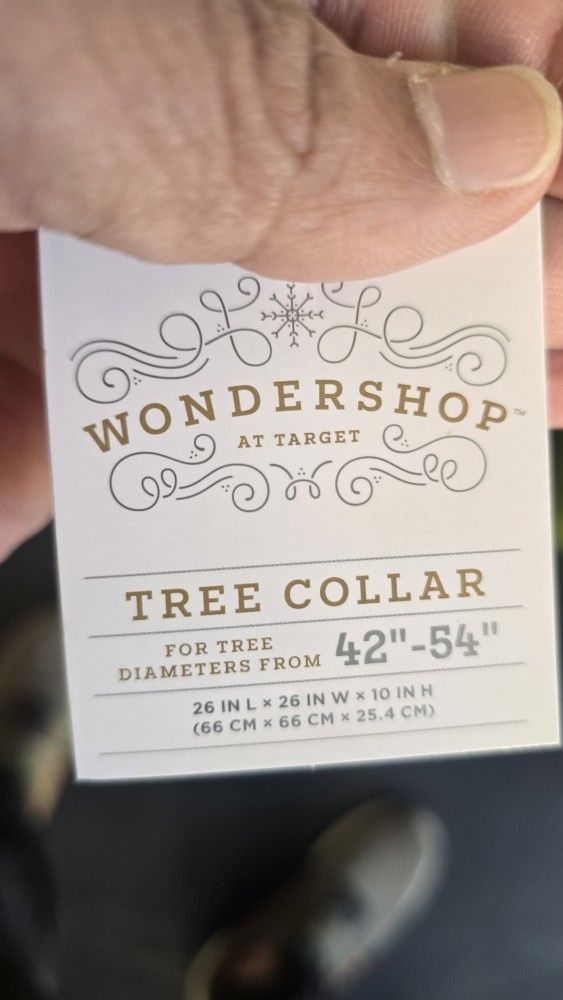 WONDERSHOP™
AT TARGET
TREE COLLAR
FOR TREE
DIAMETERS FROM 42"-54"
26 IN L × 26 IN W × 10 IN H
(66 CM × 66 CM × 25.4 CM)